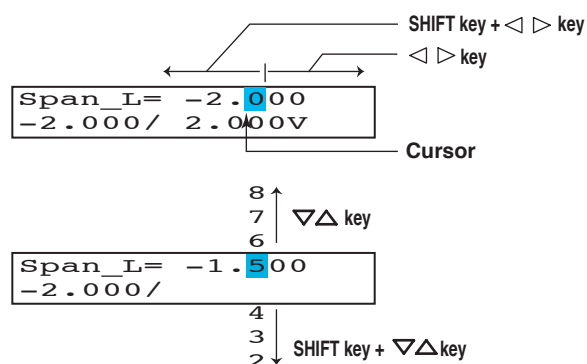 SHIFT key + ◁ ▷ key
◁ ▷ key
Span_L= -2.000
-2.000/ 2.000V
Cursor
8
7
▽△ key
6
Span_L= -1.500
-2.000/
4
3
2
SHIFT key + ▽△ key